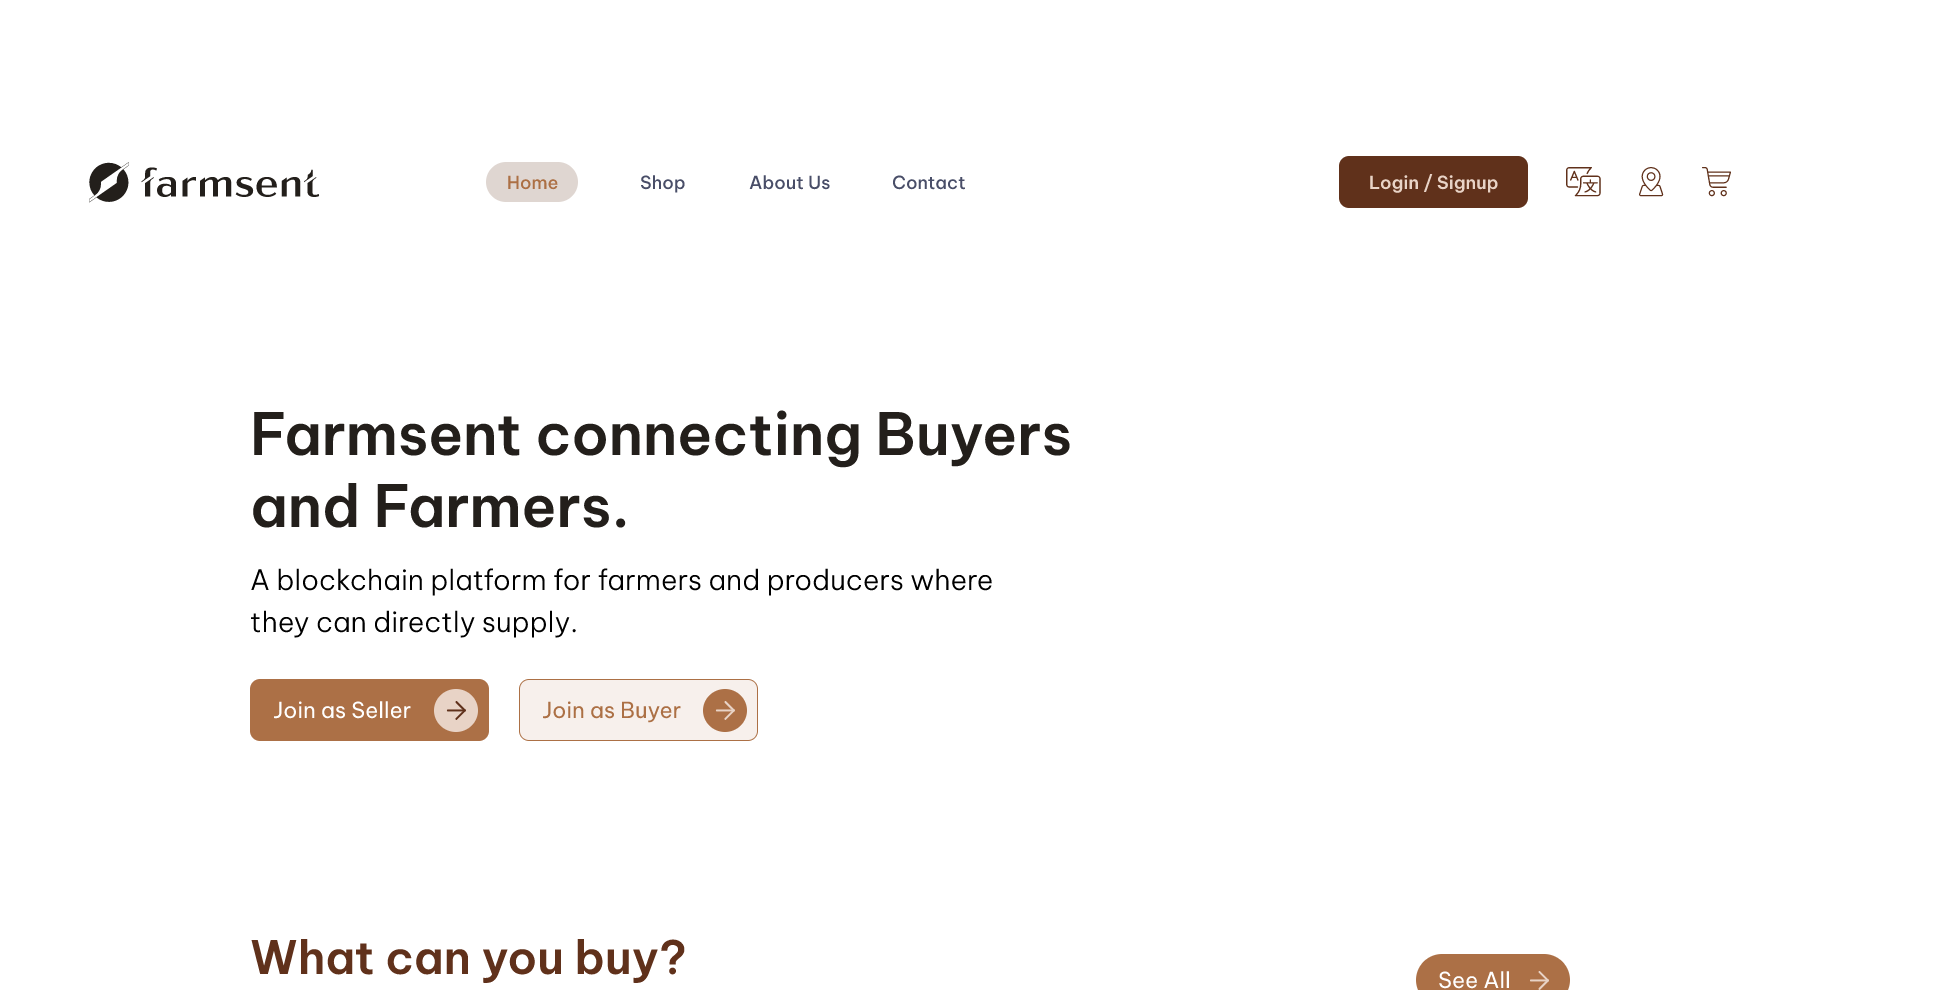 farmsent
Home
Shop
About Us
Contact
Login / Signup
A 文
Farmsent connecting Buyers
and Farmers.
A blockchain platform for farmers and producers where
they can directly supply.
Join as Seller
Join as Buyer
What can you buy?
See All